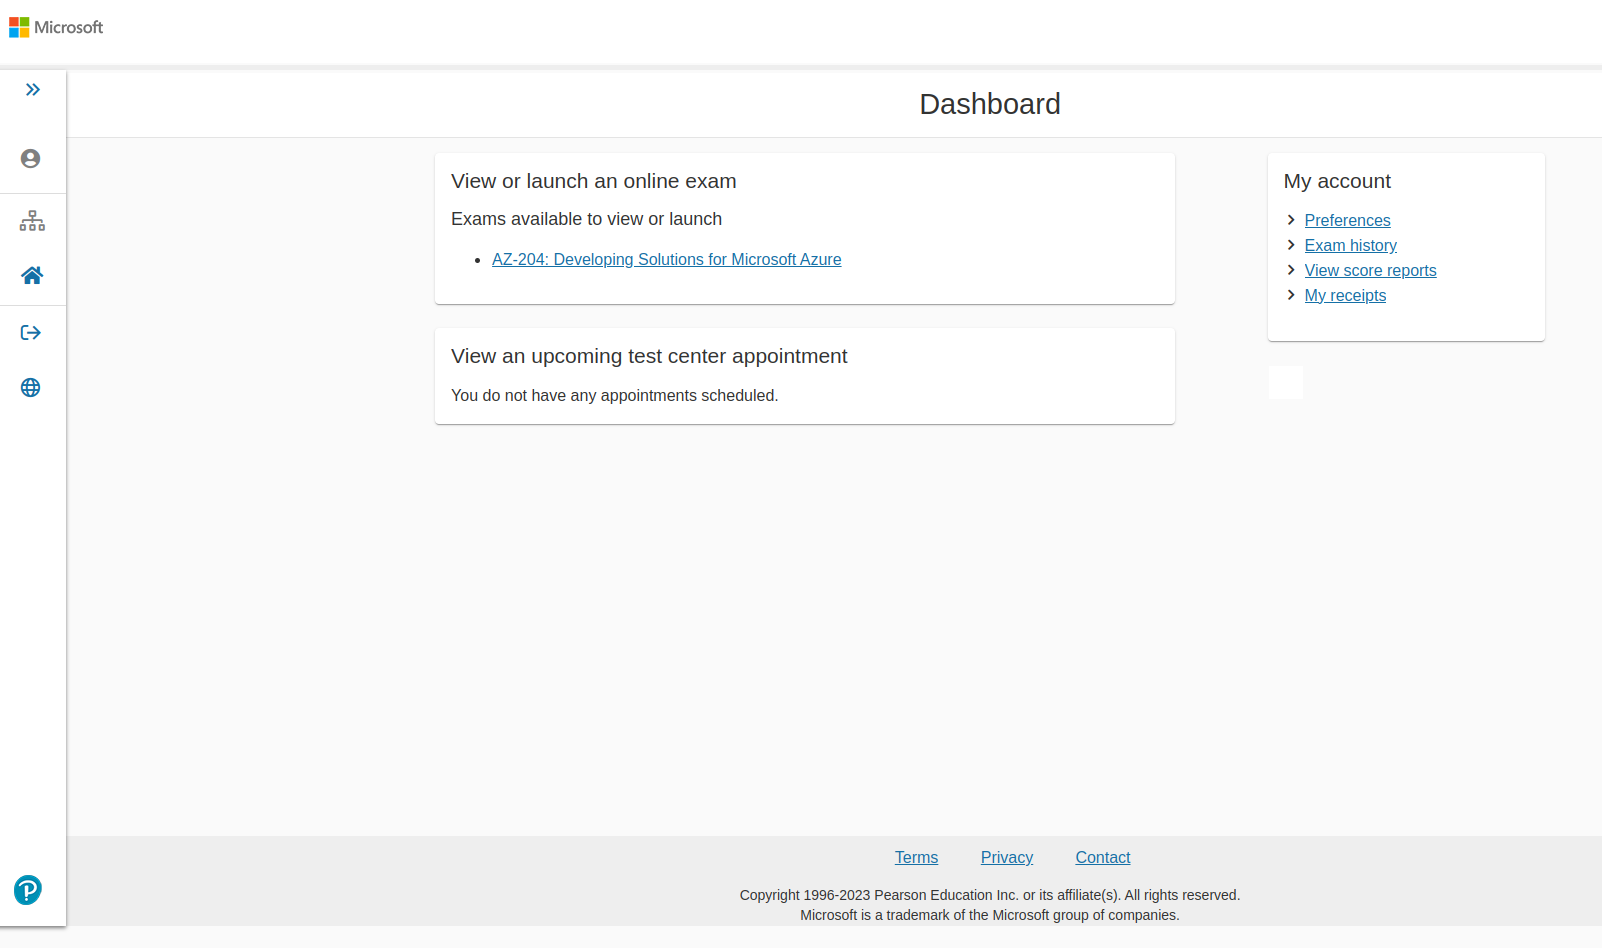 Microsoft
Dashboard
View or launch an online exam
Exams available to view or launch
AZ-204: Developing Solutions for Microsoft Azure
View an upcoming test center appointment
You do not have any appointments scheduled.
My account
Preferences
Exam history
View score reports
My receipts
Terms Privacy Contact
Copyright 1996-2023 Pearson Education Inc. or its affiliate(s). All rights reserved.
Microsoft is a trademark of the Microsoft group of companies.